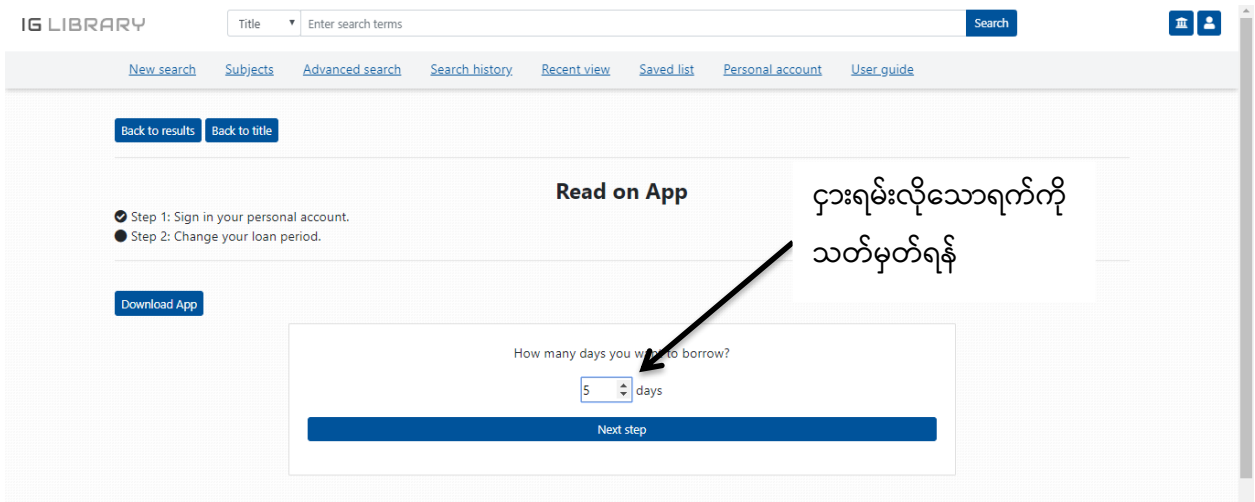 IG LIBRARY
Title Enter search terms Search
New search Subjects Advanced search Search history Recent view Saved list Personal account User guide
Back to results Back to title
Read on App
Step 1: Sign in your personal account.
Step 2: Change your loan period.
ငှားရမ်းလိုသောရက်ကို
သတ်မှတ်ရန်
Download App
How many days you want to borrow?
5 days
Next step